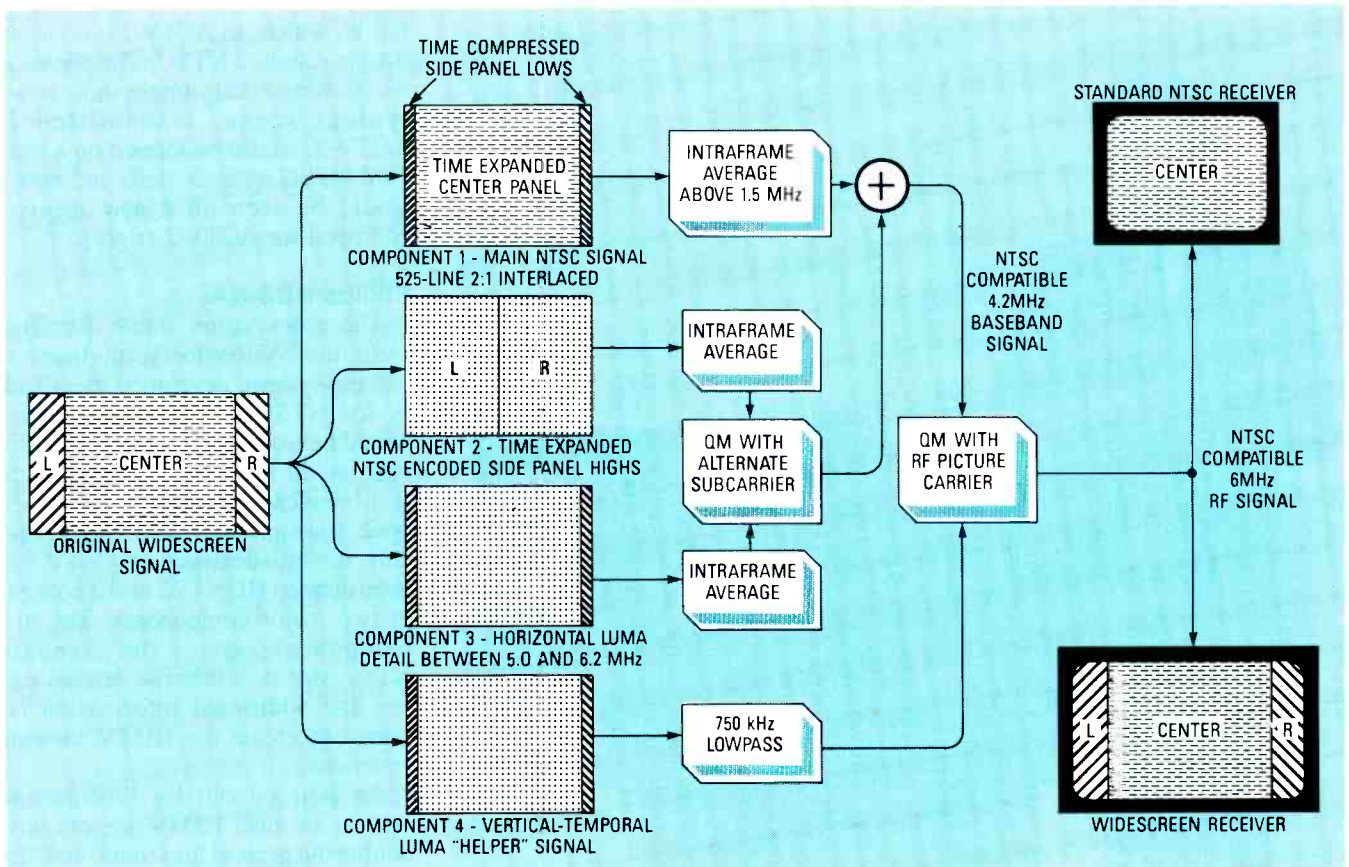 TIME COMPRESSED
SIDE PANEL LOWS
TIME EXPANDED
CENTER PANEL
COMPONENT 1 - MAIN NTSC SIGNAL
525-LINE 2:1 INTERLACED
INTRAFRAME
AVERAGE
ABOVE 1.5 MHz
+
NTSC
COMPATIBLE
4.2MHz
BASEBAND
SIGNAL
STANDARD NTSC RECEIVER
CENTER
L
R
COMPONENT 2 - TIME EXPANDED
NTSC ENCODED SIDE PANEL HIGHS
INTRAFRAME
AVERAGE
L
CENTER
R
ORIGINAL WIDESCREEN
SIGNAL
QM WITH
ALTERNATE
SUBCARRIER
QM WITH
RF PICTURE
CARRIER
NTSC
COMPATIBLE
6MHz
RF SIGNAL
COMPONENT 3 - HORIZONTAL LUMA
DETAIL BETWEEN 5.0 AND 6.2 MHz
INTRAFRAME
AVERAGE
COMPONENT 4 - VERTICAL-TEMPORAL
LUMA "HELPER" SIGNAL
750 kHz
LOWPASS
L
CENTER
R
WIDESCREEN RECEIVER